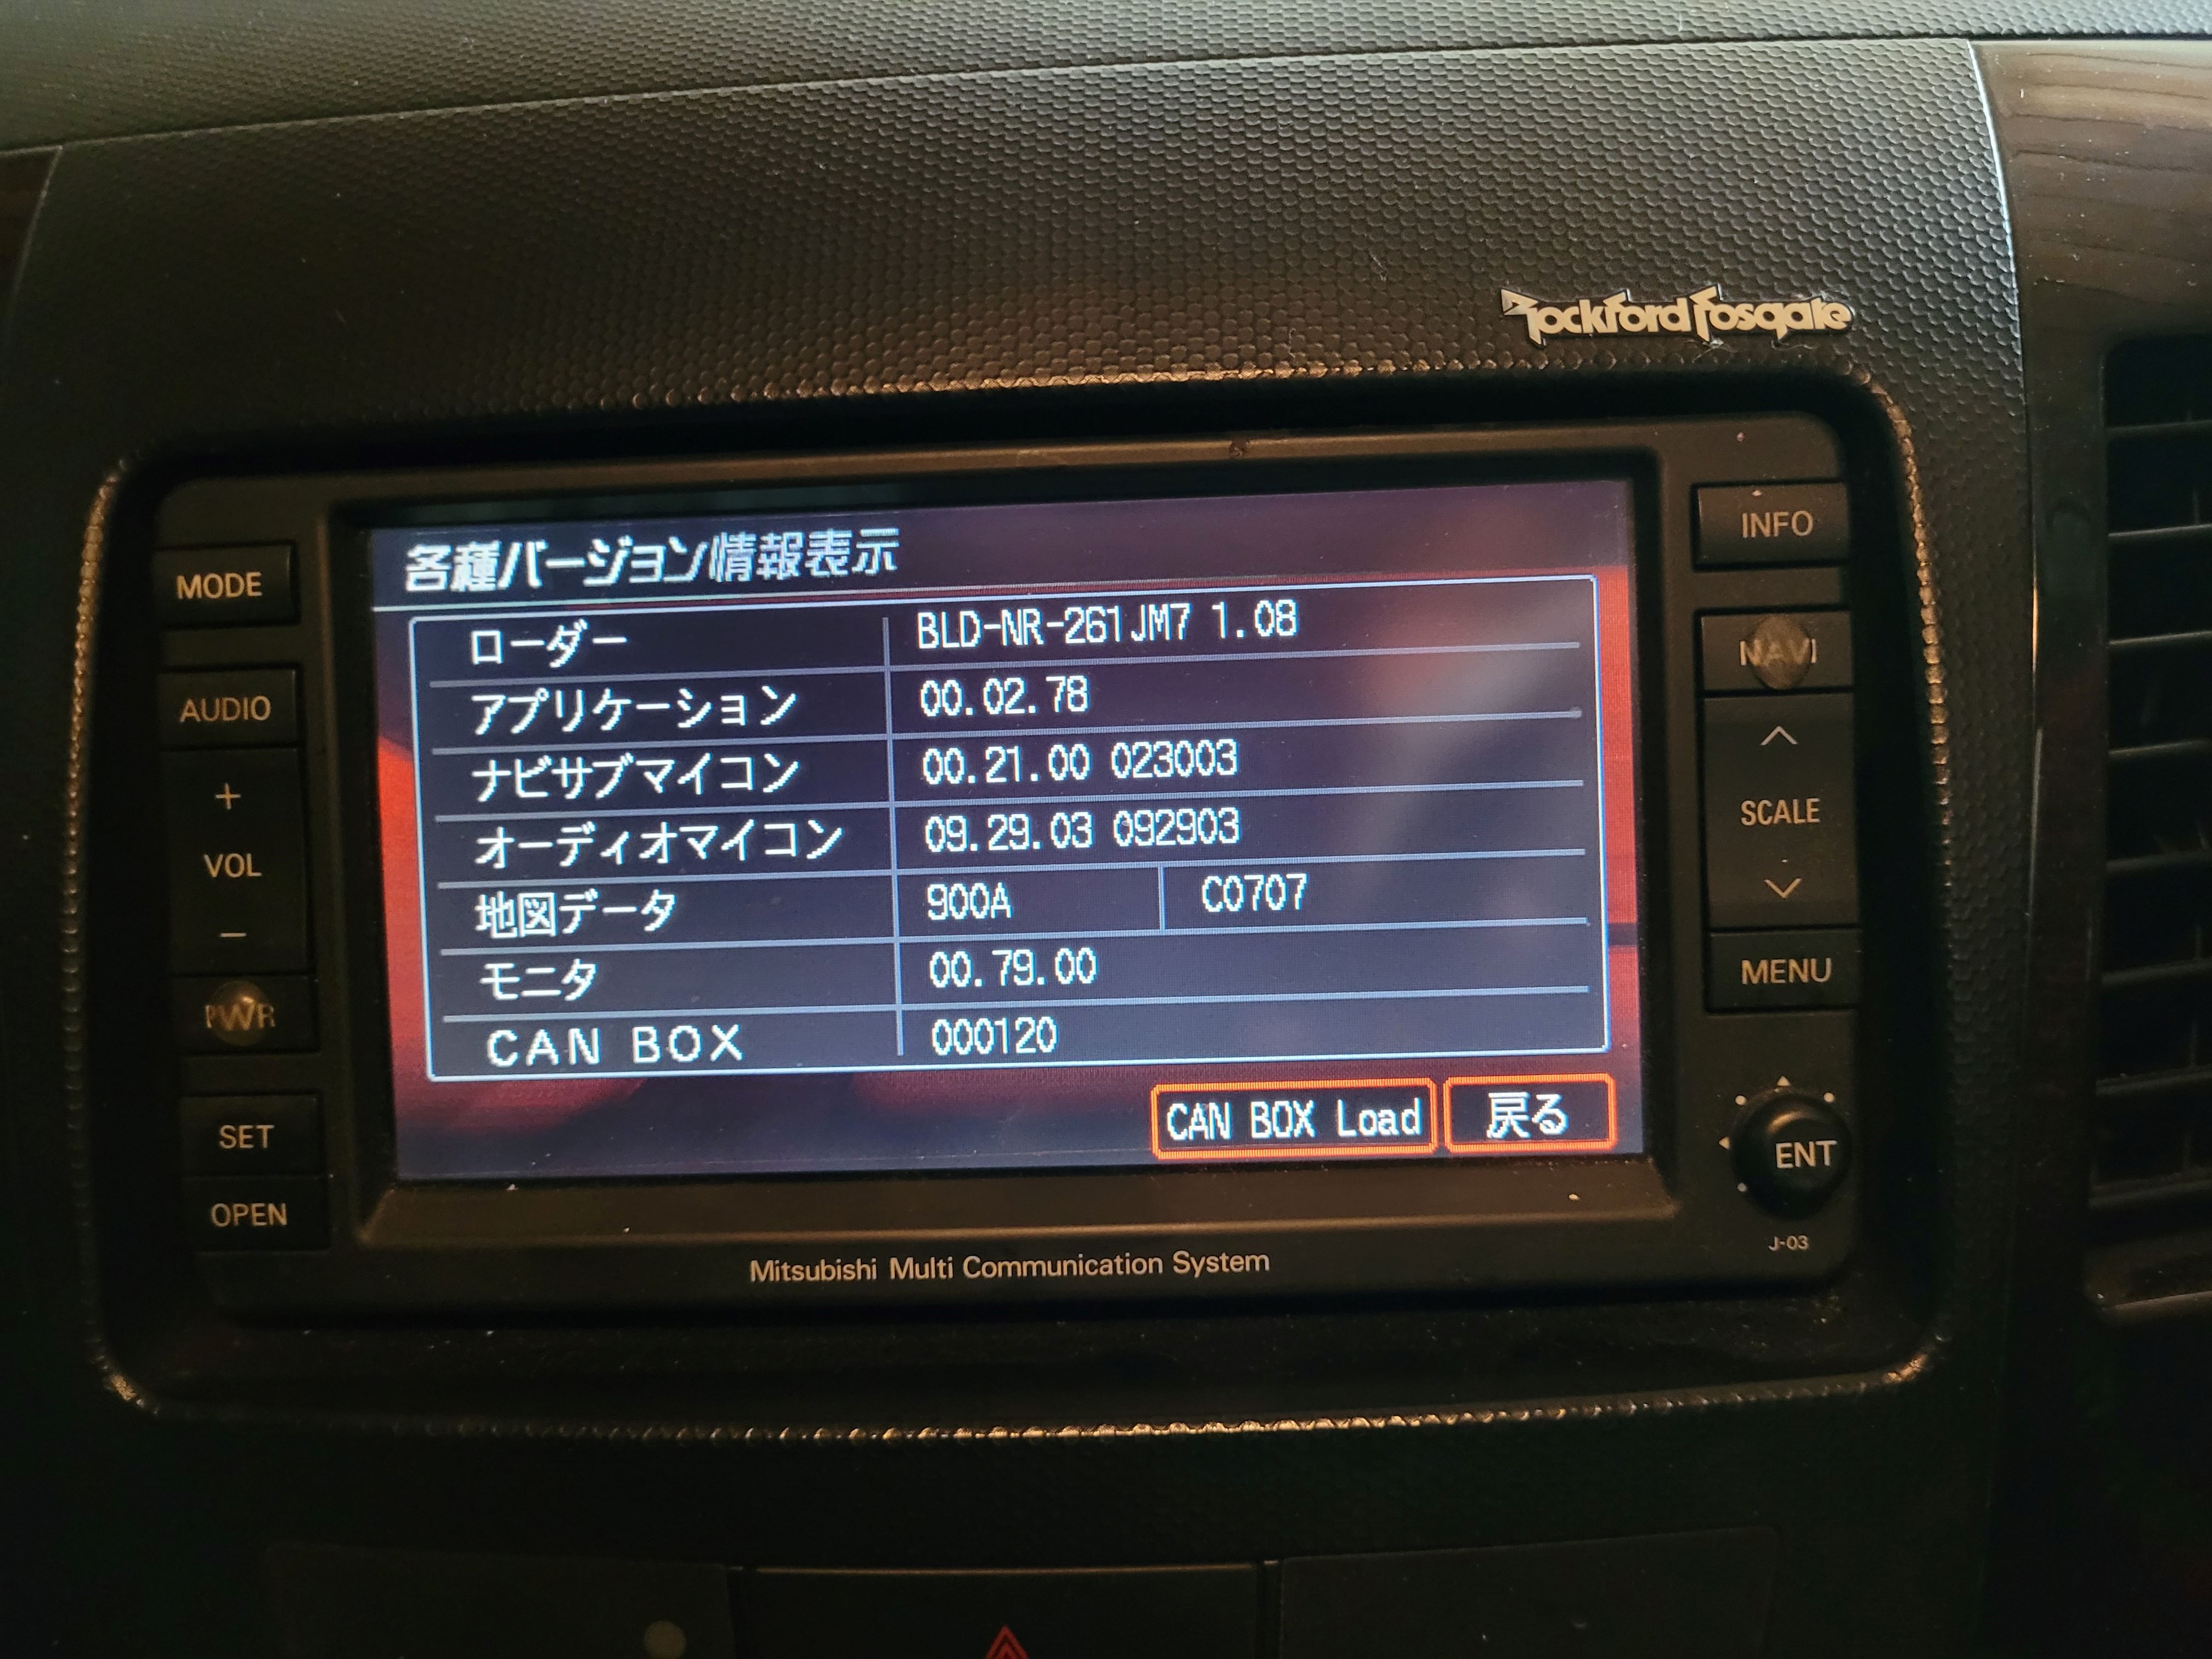 Rockford Fosgate
各種バージョン情報表示
ローダー BLD-NR-261JM7 1.08
アプリケーション 00.02.78
ナビサブマイコン 00.21.00 023003
オーディオマイコン 09.29.03 092903
地図データ 900A C0707
モニタ 00.79.00
CAN BOX 000120
CAN BOX Load 戻る
MODE
AUDIO
+
VOL
−
PWR
SET
OPEN
INFO
NAVI
SCALE
MENU
ENT
J-03
Mitsubishi Multi Communication System